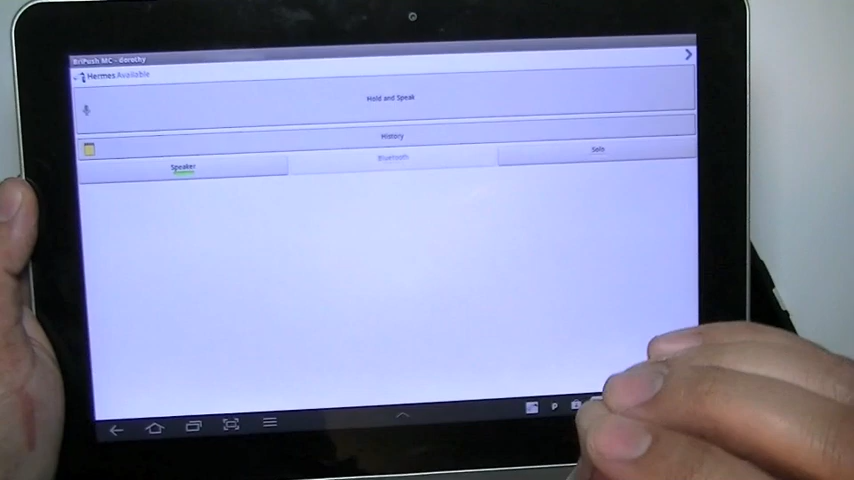 BriPush MC - dorothy
Hermes Available
Hold and Speak
History
Speaker
Bluetooth
Solo
P